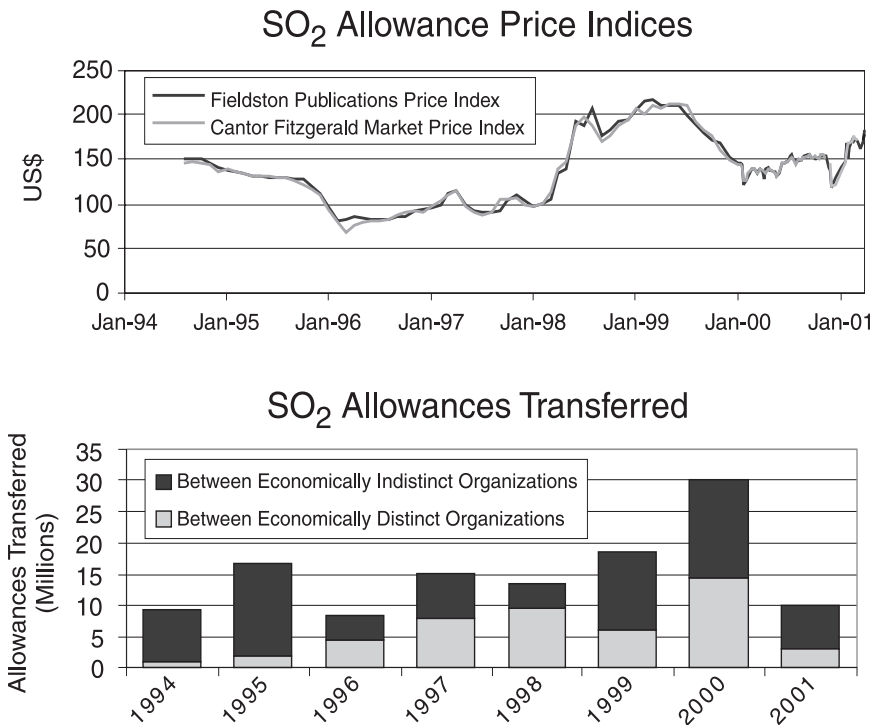 SO2 Allowance Price Indices
250
200
150
100
50
0
US$
Fieldston Publications Price Index
Cantor Fitzgerald Market Price Index
Jan-94 Jan-95 Jan-96 Jan-97 Jan-98 Jan-99 Jan-00 Jan-01
SO2 Allowances Transferred
35
30
25
20
15
10
5
0
Allowances Transferred
(Millions)
Between Economically Indistinct Organizations
Between Economically Distinct Organizations
1994 1995 1996 1997 1998 1999 2000 2001